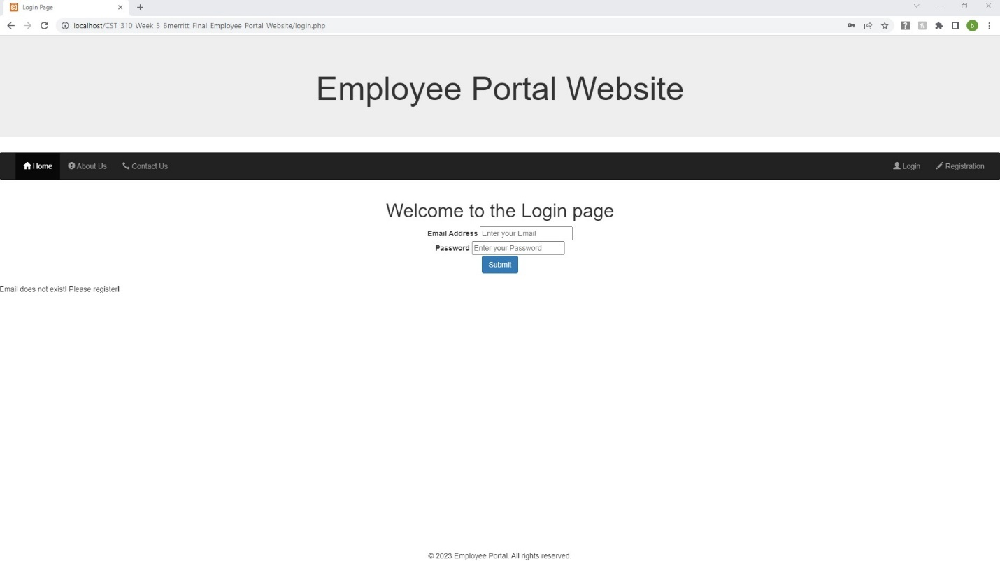 Login Page
localhost/CST_310_Week_5_Bmerritt_Final_Employee_Portal_Website/login.php
b
Employee Portal Website
Home About Us Contact Us Login Registration
Welcome to the Login page
Email Address Enter your Email
Password Enter your Password
Submit
Email does not exist! Please register!
© 2023 Employee Portal. All rights reserved.